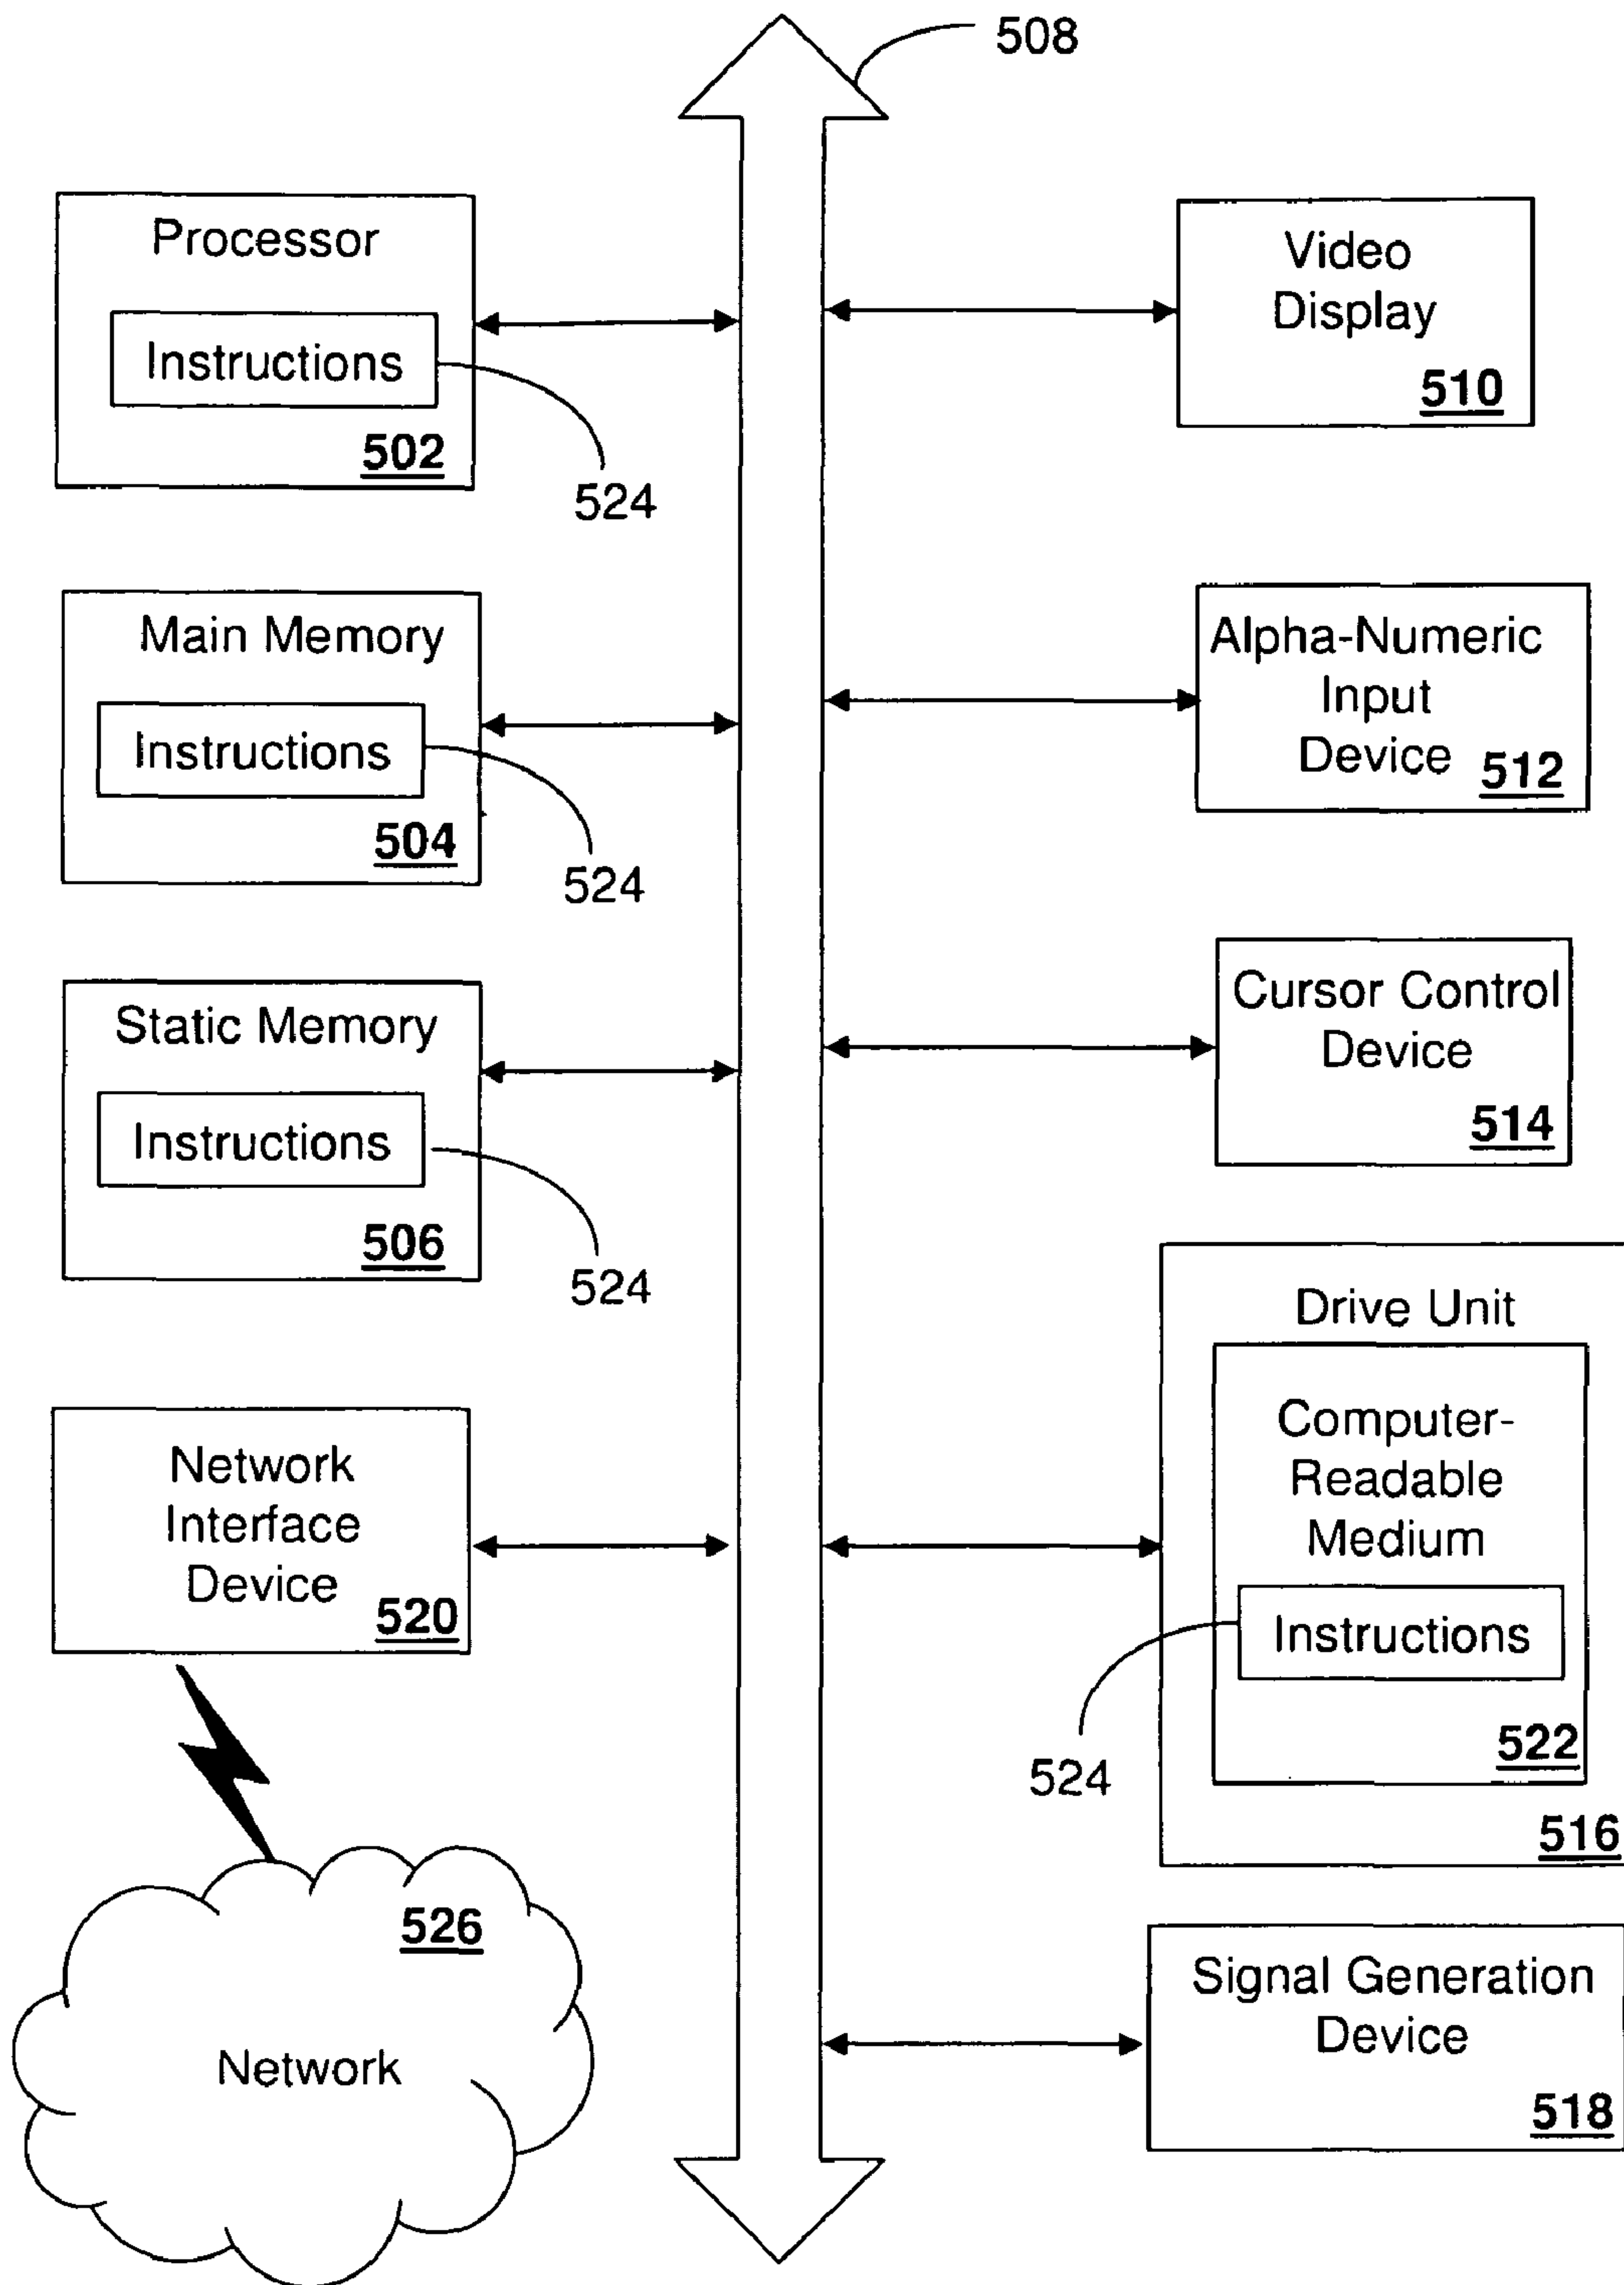 508
Processor
Instructions
502
524
Main Memory
Instructions
504
524
Static Memory
Instructions
506
524
Network
Interface
Device
520
526
Network
Video
Display
510
Alpha-Numeric
Input
Device
512
Cursor Control
Device
514
Drive Unit
Computer-
Readable
Medium
Instructions
524
522
516
Signal Generation
Device
518